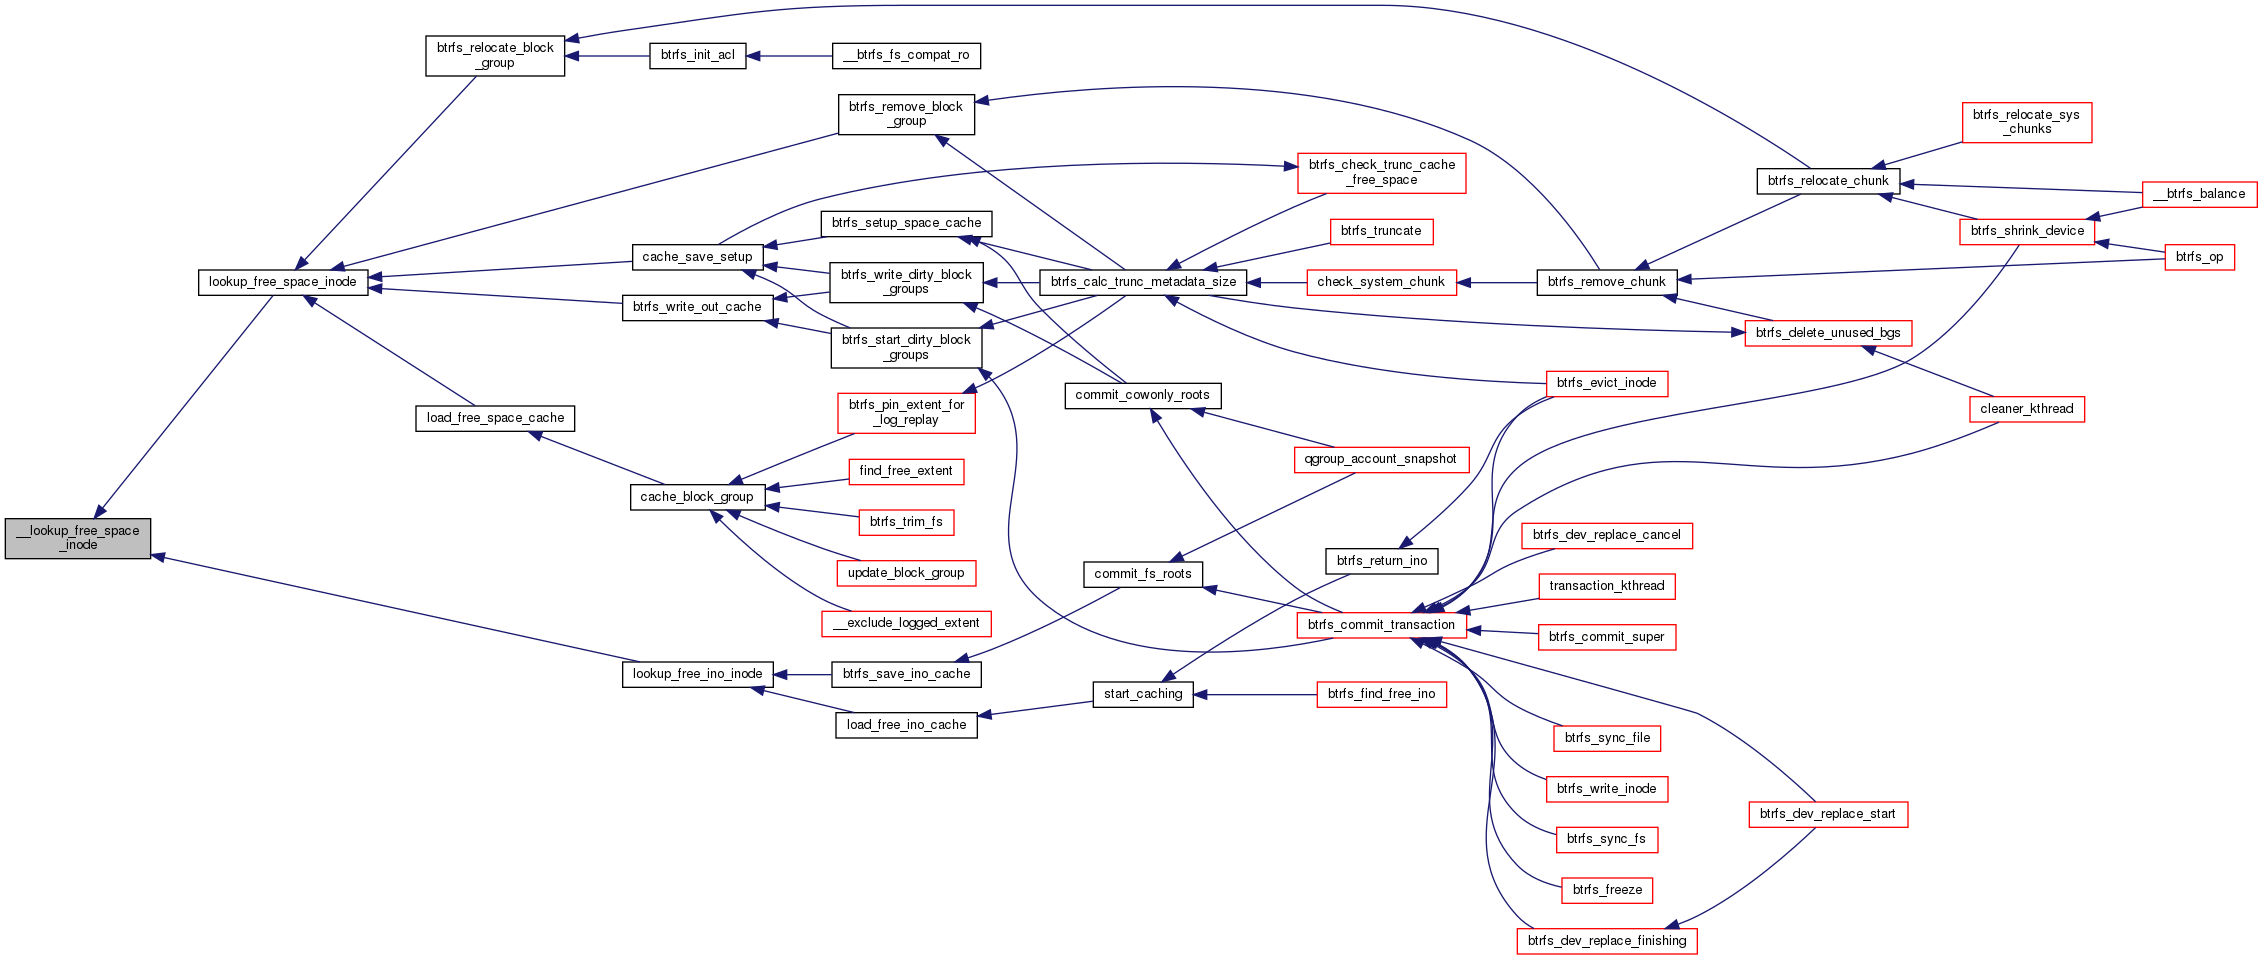 btrfs_relocate_block
_group
btrfs_init_acl
__btrfs_fs_compat_ro
btrfs_remove_block
_group
btrfs_relocate_sys
_chunks
btrfs_check_trunc_cache
_free_space
btrfs_relocate_chunk
__btrfs_balance
btrfs_setup_space_cache
btrfs_truncate
btrfs_shrink_device
cache_save_setup
btrfs_op
lookup_free_space_inode
btrfs_write_dirty_block
_groups
btrfs_calc_trunc_metadata_size
check_system_chunk
btrfs_remove_chunk
btrfs_write_out_cache
btrfs_start_dirty_block
_groups
btrfs_delete_unused_bgs
btrfs_evict_inode
commit_cowonly_roots
load_free_space_cache
btrfs_pin_extent_for
_log_replay
cleaner_kthread
qgroup_account_snapshot
find_free_extent
cache_block_group
btrfs_trim_fs
__lookup_free_space
_inode
btrfs_dev_replace_cancel
btrfs_return_ino
update_block_group
commit_fs_roots
transaction_kthread
__exclude_logged_extent
btrfs_commit_transaction
btrfs_commit_super
lookup_free_ino_inode
btrfs_save_ino_cache
start_caching
btrfs_find_free_ino
load_free_ino_cache
btrfs_sync_file
btrfs_write_inode
btrfs_dev_replace_start
btrfs_sync_fs
btrfs_freeze
btrfs_dev_replace_finishing